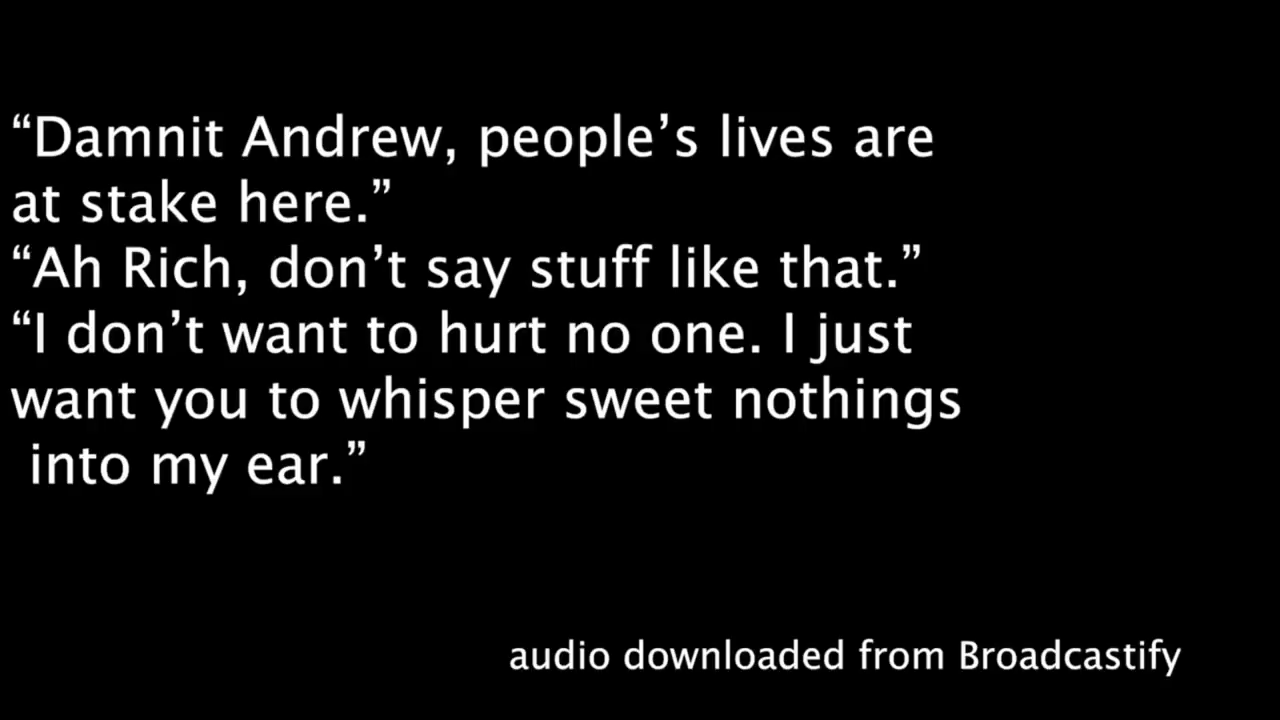 “Damnit Andrew, people’s lives are
at stake here.”
“Ah Rich, don’t say stuff like that.”
“I don’t want to hurt no one. I just
want you to whisper sweet nothings
into my ear.”
audio downloaded from Broadcastify